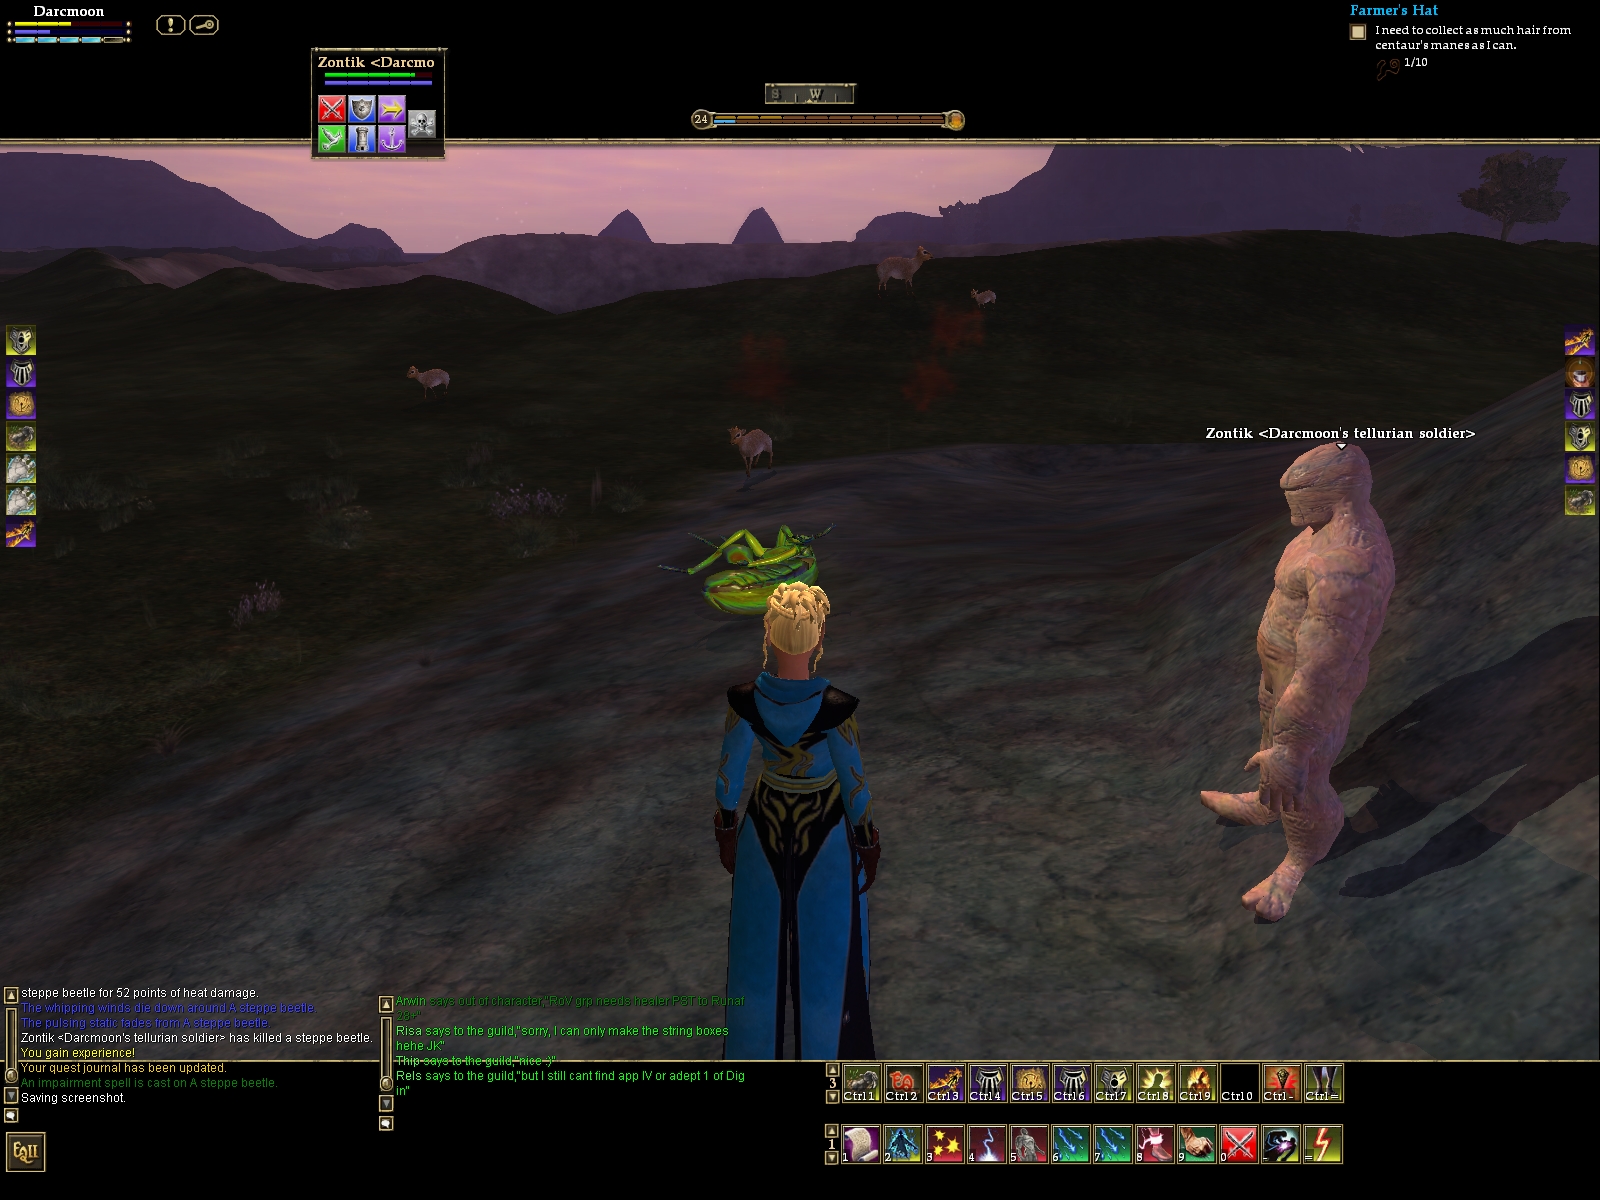 Darcmoon
Zontik <Darcmo
S W
24
Farmer's Hat
I need to collect as much hair from
centaur's manes as I can.
1/10
Zontik <Darcmoon's tellurian soldier>
steppe beetle for 52 points of heat damage.
The whipping winds die down around A steppe beetle.
The pulsing static fades from A steppe beetle.
Zontik <Darcmoon's tellurian soldier> has killed a steppe beetle.
You gain experience!
Your quest journal has been updated.
An impairment spell is cast on A steppe beetle.
Saving screenshot.
Arwin says out of character,"RoV grp needs healer PST to Runaf
28+"
Risa says to the guild,"sorry, I can only make the string boxes
hehe JK"
Thip says to the guild,"nice :)"
Rels says to the guild,"but I still cant find app IV or adept 1 of Dig
in"
3
Ctrl1 Ctrl2 Ctrl3 Ctrl4 Ctrl5 Ctrl6 Ctrl7 Ctrl8 Ctrl9 Ctrl0 Ctrl- Ctrl=
1
1 2 3 4 5 6 7 8 9 0 - =
EQII